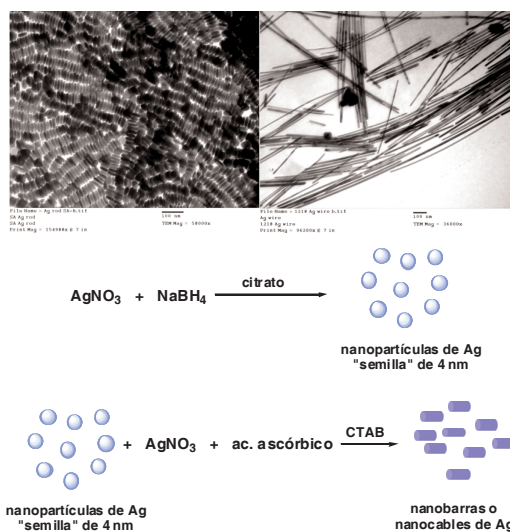 File Name = Ag rod SA-h.tif
SA Ag rod
SA Ag rod
Print Mag = 154980x @ 7 in
100 nm
TEM Mag = 58000x
File Name = 1218 Ag wire b.tif
Ag wire
1218 Ag wire
Print Mag = 96200x @ 7 in
100 nm
TEM Mag = 36000x
AgNO3 + NaBH4
citrato
nanopartículas de Ag
"semilla" de 4 nm
+ AgNO3 + ac. ascórbico
CTAB
nanopartículas de Ag
"semilla" de 4 nm
nanobarras o
nanocables de Ag